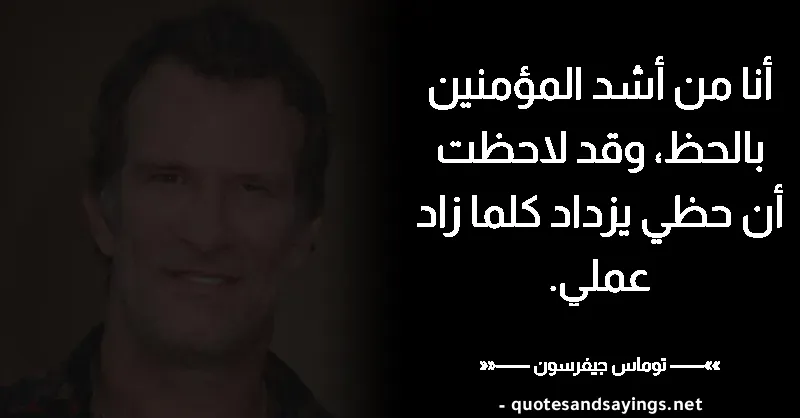 أنا من أشد المؤمنين
بالحظ، وقد لاحظت
أن حظي يزداد كلما زاد
عملي.
»»—— توماس جيفرسون ——««
- quotesandsayings.net